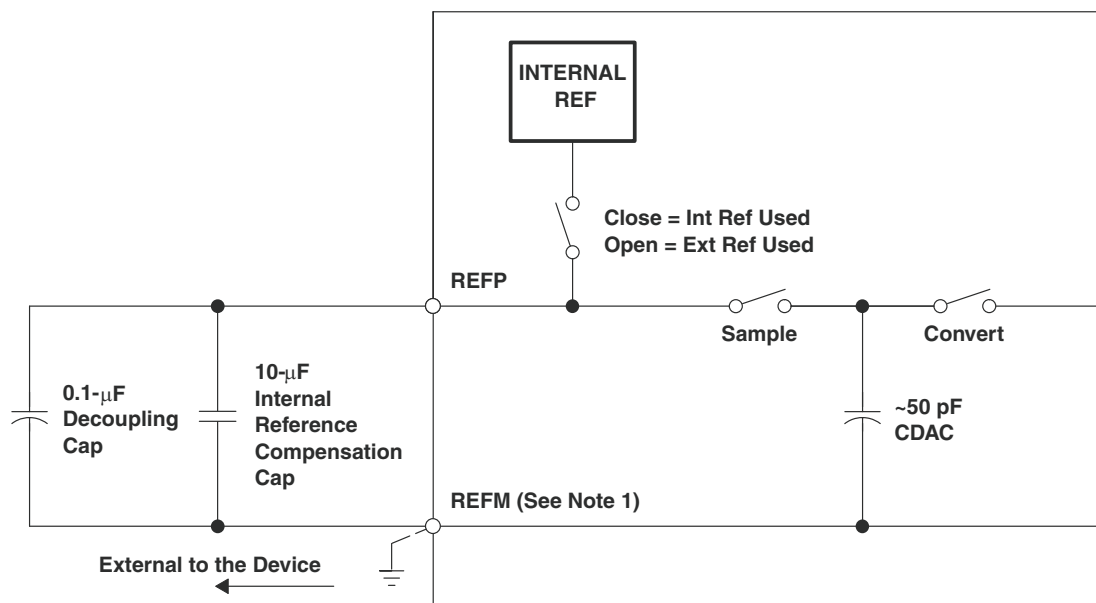 INTERNAL
REF
Close = Int Ref Used
Open = Ext Ref Used
REFP
Sample
Convert
0.1-μF
Decoupling
Cap
10-μF
Internal
Reference
Compensation
Cap
~50 pF
CDAC
REFM (See Note 1)
External to the Device